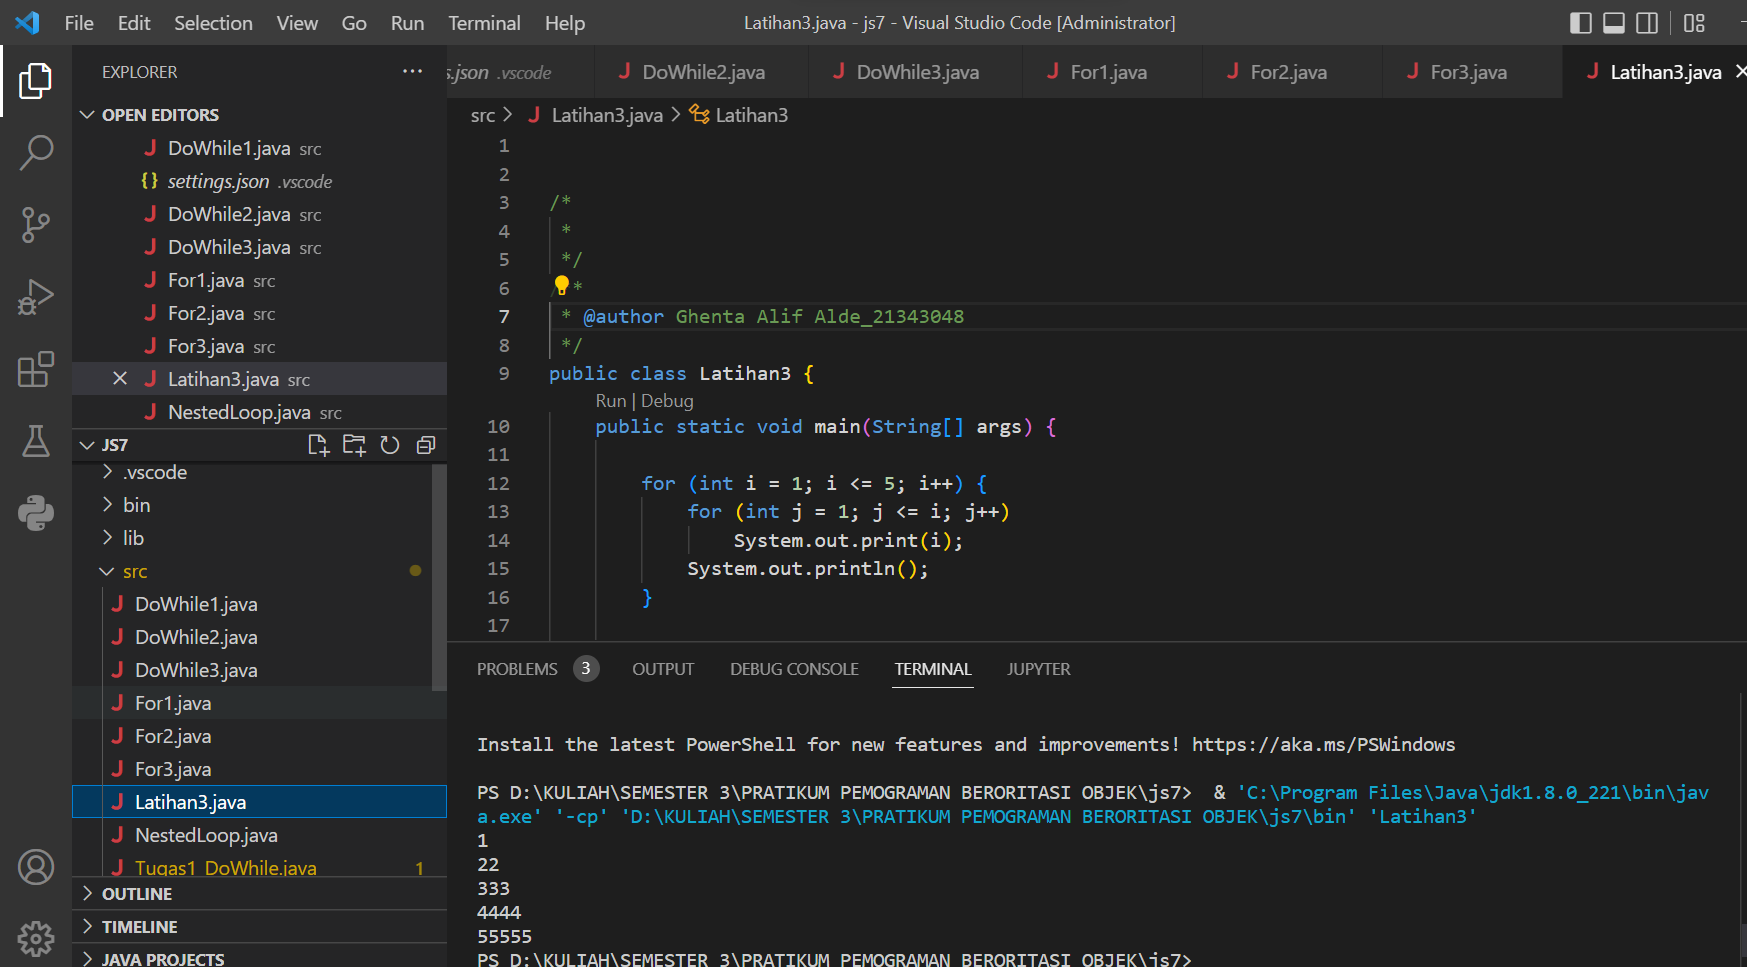 File Edit Selection View Go Run Terminal Help
Latihan3.java - js7 - Visual Studio Code [Administrator]
EXPLORER
OPEN EDITORS
DoWhile1.java src
settings.json .vscode
DoWhile2.java src
DoWhile3.java src
For1.java src
For2.java src
For3.java src
Latihan3.java src
NestedLoop.java src
JS7
.vscode
bin
lib
src
DoWhile1.java
DoWhile2.java
DoWhile3.java
For1.java
For2.java
For3.java
Latihan3.java
NestedLoop.java
Tugas1_DoWhile.java 1
OUTLINE
TIMELINE
JAVA PROJECTS
s.json .vscode DoWhile2.java DoWhile3.java For1.java For2.java For3.java Latihan3.java
src > Latihan3.java > Latihan3
1
2
3 /*
4 *
5 */
6 *
7 * @author Ghenta Alif Alde_21343048
8 */
9 public class Latihan3 {
Run | Debug
10 public static void main(String[] args) {
11
12 for (int i = 1; i <= 5; i++) {
13 for (int j = 1; j <= i; j++)
14 System.out.print(i);
15 System.out.println();
16 }
17
PROBLEMS 3 OUTPUT DEBUG CONSOLE TERMINAL JUPYTER
Install the latest PowerShell for new features and improvements! https://aka.ms/PSWindows
PS D:\KULIAH\SEMESTER 3\PRATIKUM PEMOGRAMAN BERORITASI OBJEK\js7> & 'C:\Program Files\Java\jdk1.8.0_221\bin\jav
a.exe' '-cp' 'D:\KULIAH\SEMESTER 3\PRATIKUM PEMOGRAMAN BERORITASI OBJEK\js7\bin' 'Latihan3'
1
22
333
4444
55555
PS D:\KULIAH\SEMESTER 3\PRATIKUM PEMOGRAMAN BERORITASI OBJEK\js7>